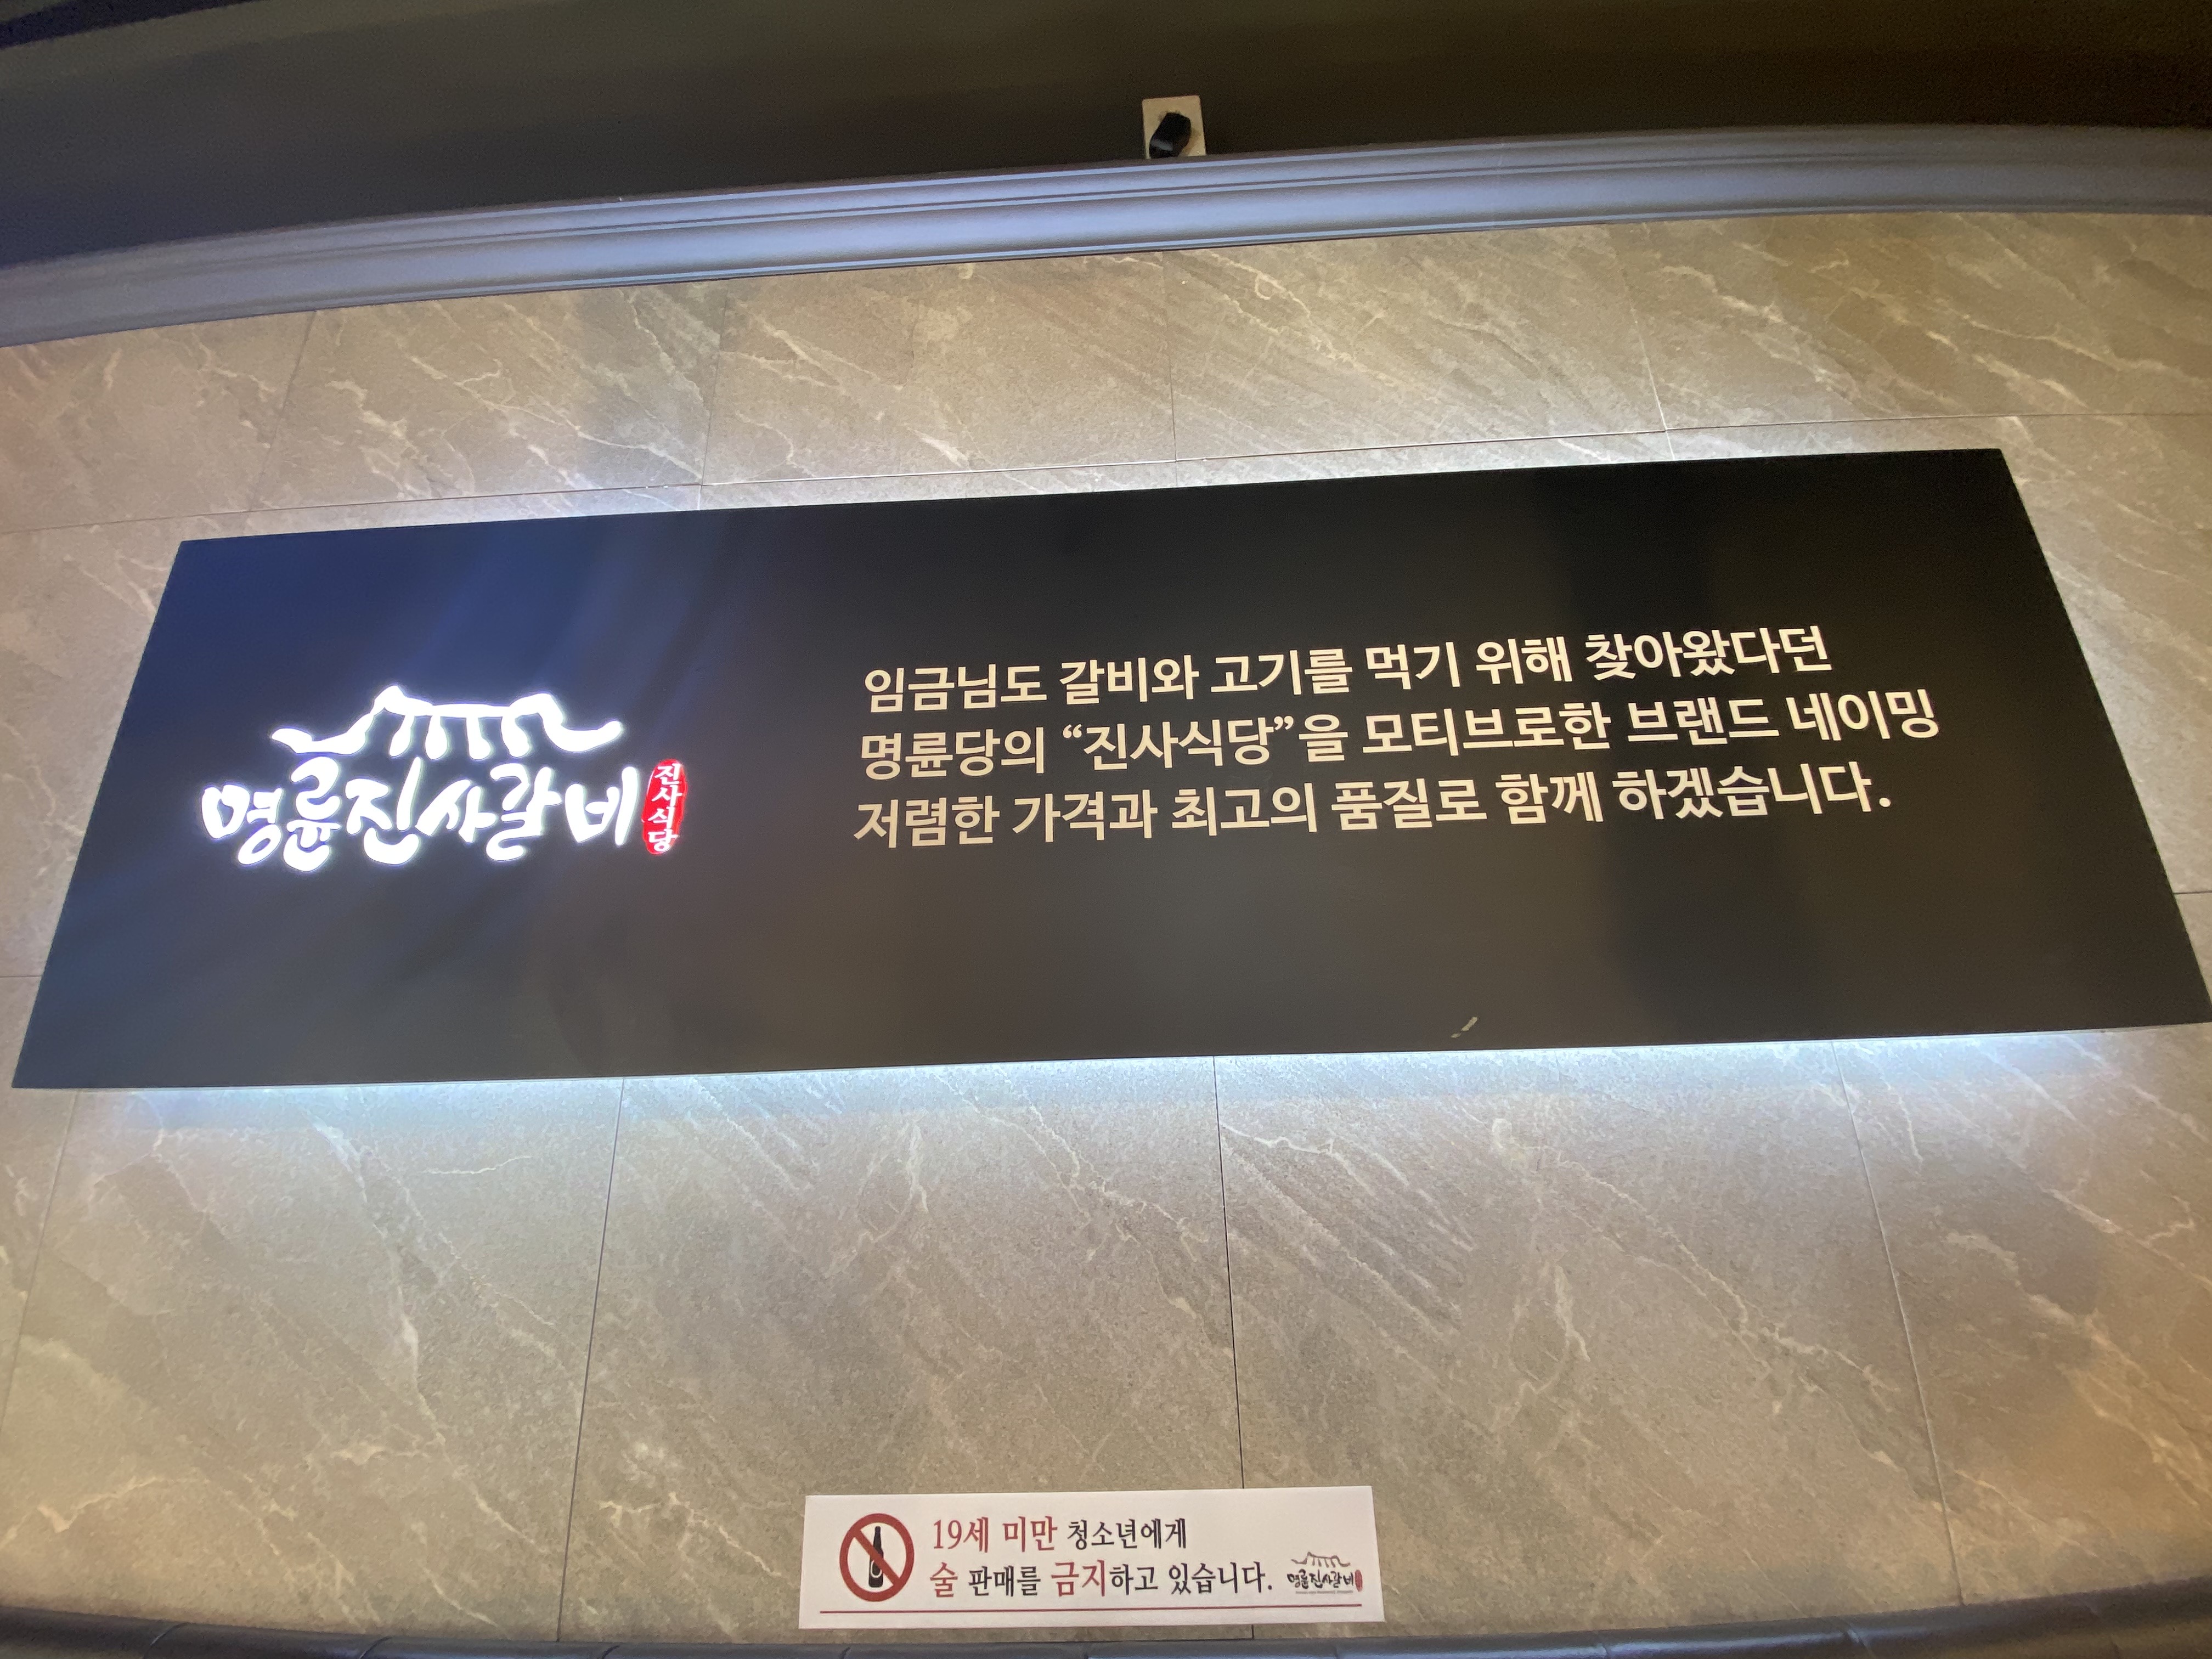 명륜진사갈비
진사식당
임금님도 갈비와 고기를 먹기 위해 찾아왔다던
명륜당의 “진사식당”을 모티브로한 브랜드 네이밍
저렴한 가격과 최고의 품질로 함께 하겠습니다.
19세 미만 청소년에게
술 판매를 금지하고 있습니다.
명륜진사갈비